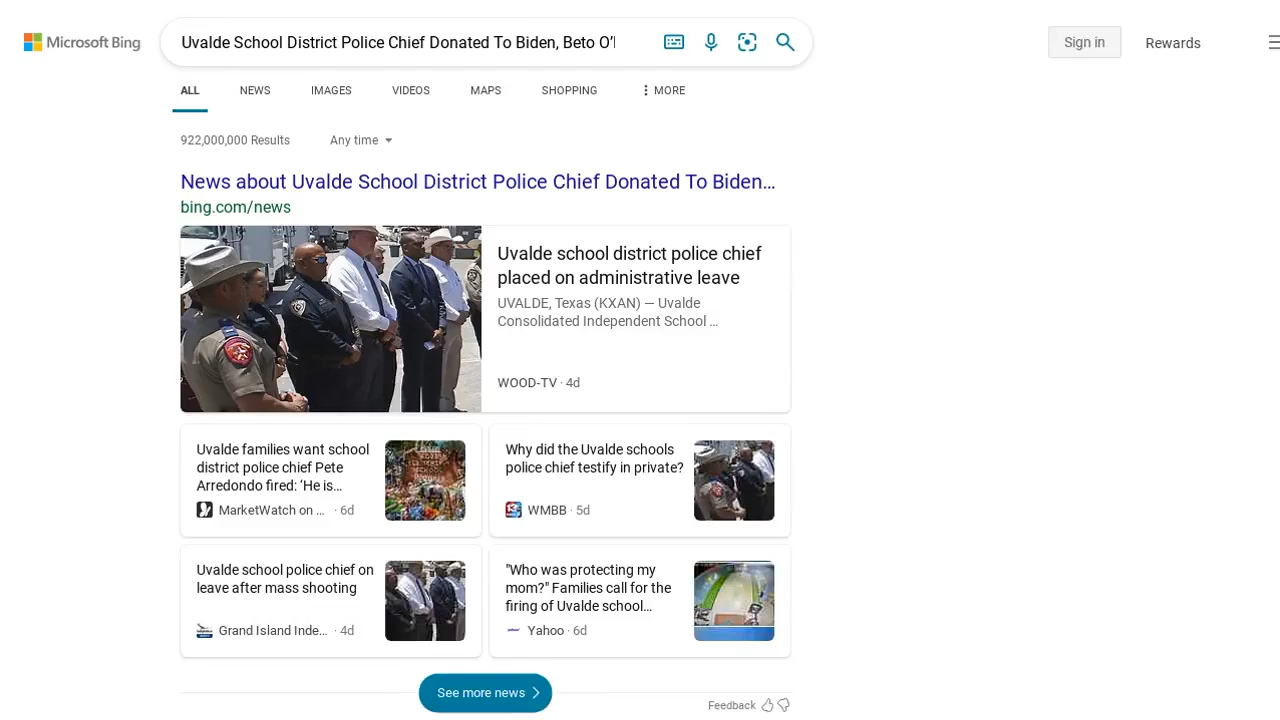 Microsoft Bing
Uvalde School District Police Chief Donated To Biden, Beto O'
Sign in
Rewards
ALL
NEWS
IMAGES
VIDEOS
MAPS
SHOPPING
MORE
922,000,000 Results
Any time
News about Uvalde School District Police Chief Donated To Biden…
bing.com/news
Uvalde school district police chief
placed on administrative leave
UVALDE, Texas (KXAN) — Uvalde
Consolidated Independent School …
WOOD-TV · 4d
Uvalde families want school
district police chief Pete
Arredondo fired: ‘He is…
MarketWatch on … · 6d
Why did the Uvalde schools
police chief testify in private?
WMBB · 5d
Uvalde school police chief on
leave after mass shooting
Grand Island Inde… · 4d
"Who was protecting my
mom?" Families call for the
firing of Uvalde school…
Yahoo · 6d
See more news
Feedback